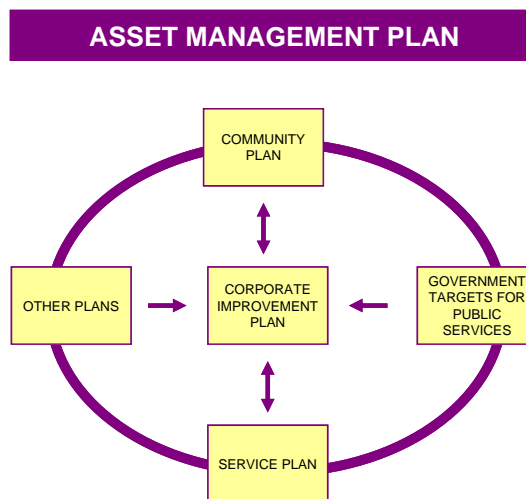 ASSET MANAGEMENT PLAN
COMMUNITY
PLAN
OTHER PLANS
CORPORATE
IMPROVEMENT
PLAN
GOVERNMENT
TARGETS FOR
PUBLIC
SERVICES
SERVICE PLAN